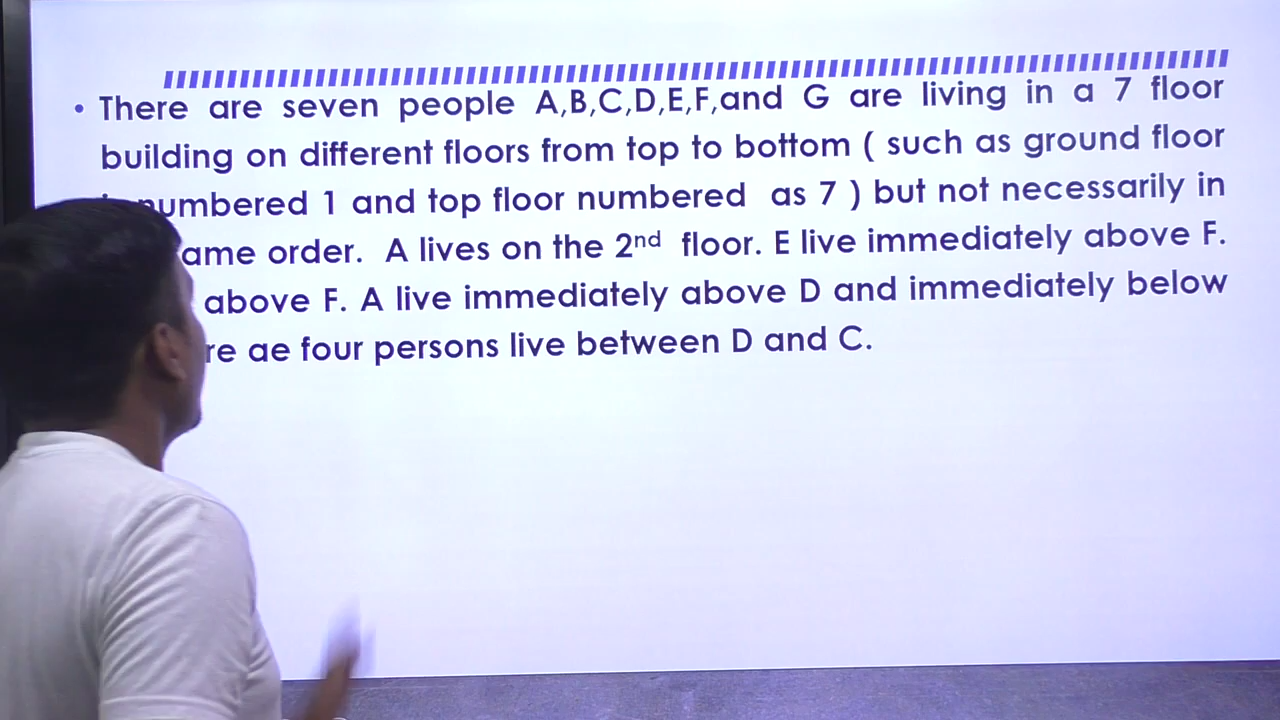 • There are seven people A,B,C,D,E,F,and G are living in a 7 floor
building on different floors from top to bottom ( such as ground floor
numbered 1 and top floor numbered as 7 ) but not necessarily in
order. A lives on the 2nd floor. E live immediately above F.
above F. A live immediately above D and immediately below
ae four persons live between D and C.